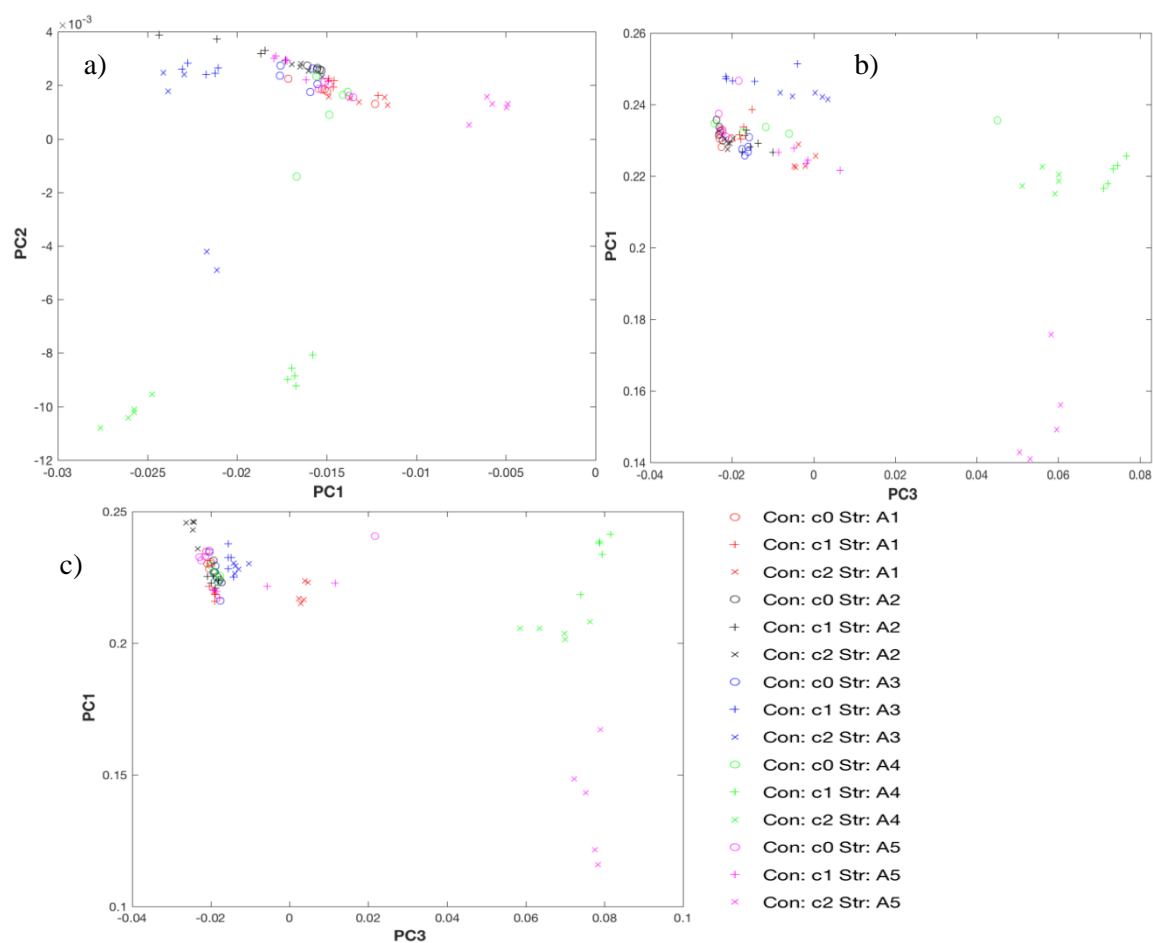 ×10⁻³
a)
4
2
0
-2
-4
-6
-8
-10
-12
PC2
-0.03 -0.025 -0.02 -0.015 -0.01 -0.005 0
PC1
b)
0.26
0.24
0.22
0.2
0.18
0.16
0.14
PC1
-0.04 -0.02 0 0.02 0.04 0.06 0.08
PC3
c)
0.25
0.2
0.15
0.1
PC1
-0.04 -0.02 0 0.02 0.04 0.06 0.08 0.1
PC3
Con: c0 Str: A1
Con: c1 Str: A1
Con: c2 Str: A1
Con: c0 Str: A2
Con: c1 Str: A2
Con: c2 Str: A2
Con: c0 Str: A3
Con: c1 Str: A3
Con: c2 Str: A3
Con: c0 Str: A4
Con: c1 Str: A4
Con: c2 Str: A4
Con: c0 Str: A5
Con: c1 Str: A5
Con: c2 Str: A5